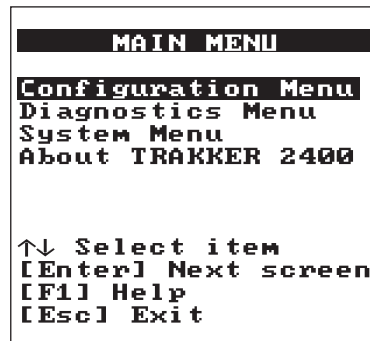 MAIN MENU
Configuration Menu
Diagnostics Menu
System Menu
About TRAKKER 2400
↑↓ Select item
[Enter] Next screen
[F1] Help
[Esc] Exit